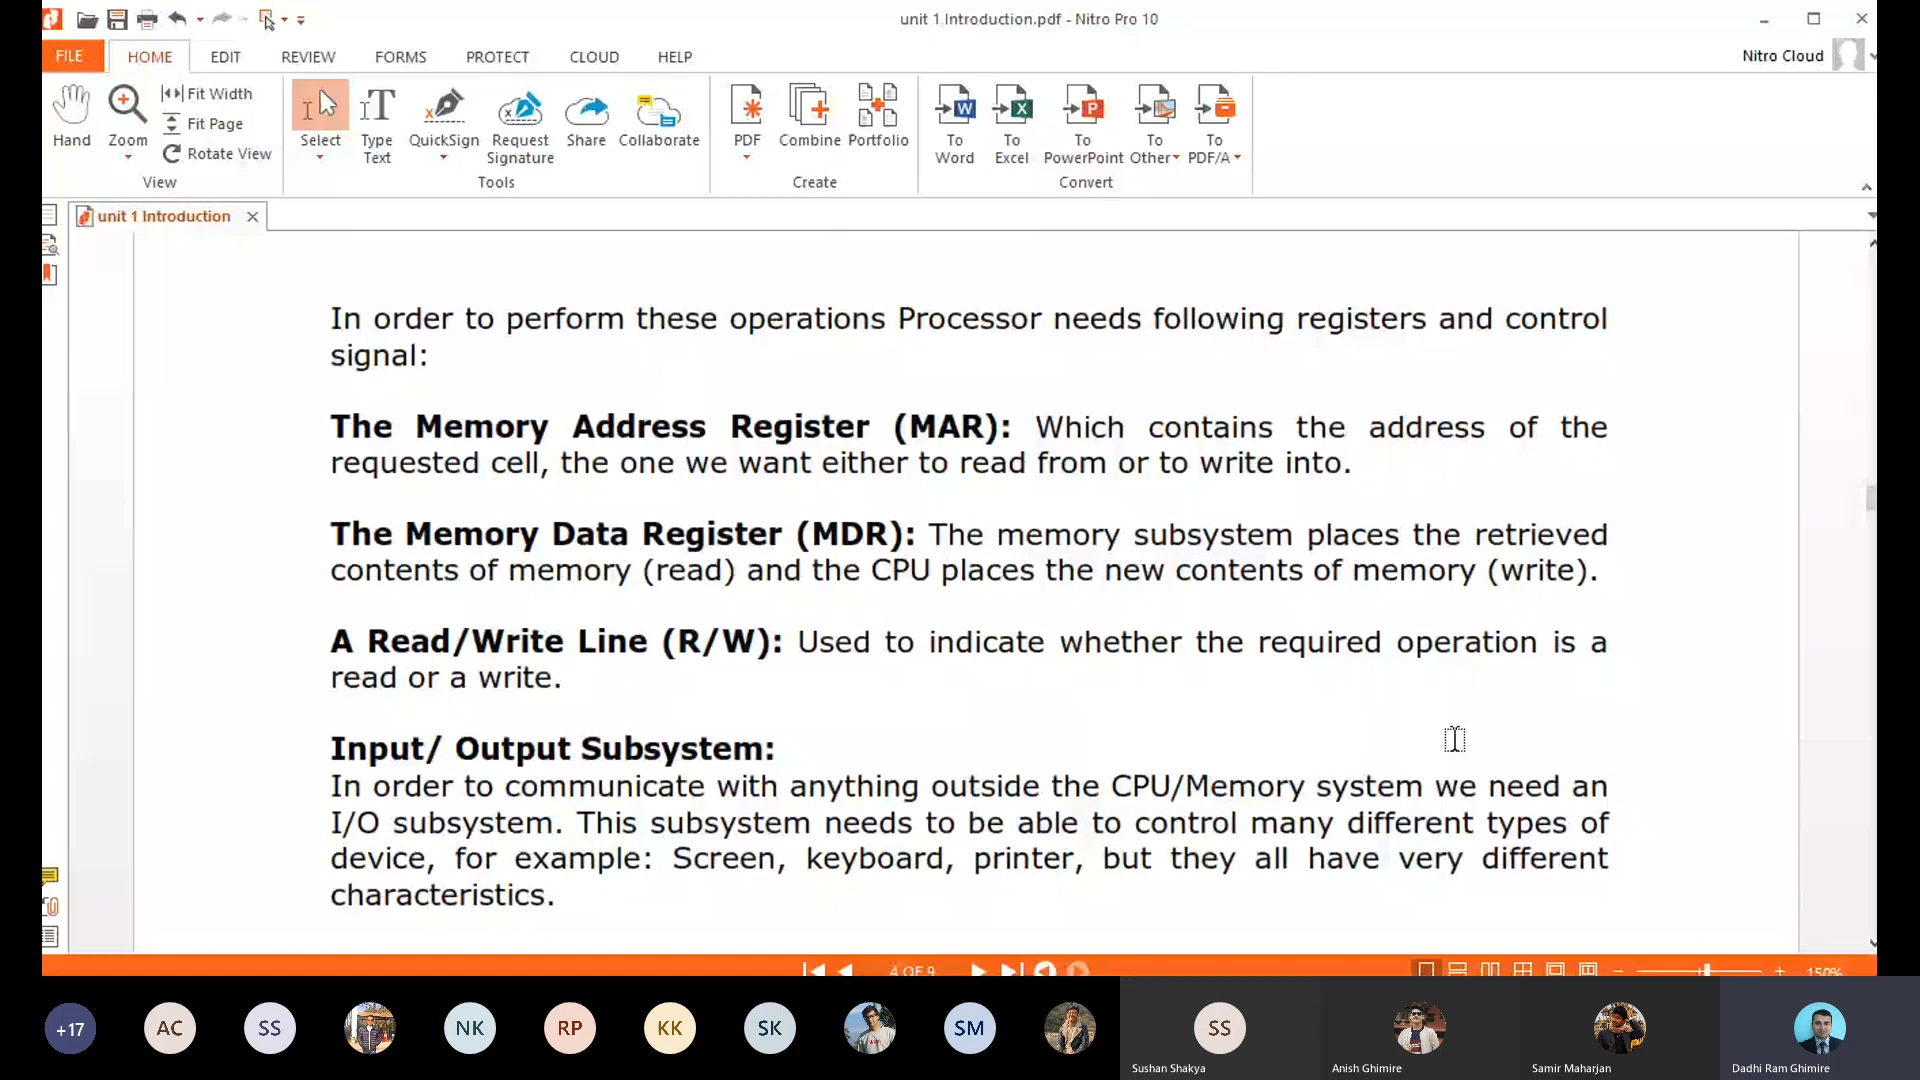 unit 1 Introduction.pdf - Nitro Pro 10
FILE HOME EDIT REVIEW FORMS PROTECT CLOUD HELP Nitro Cloud
Hand
Zoom
Fit Width
Fit Page
Rotate View
View
Select
Type Text
QuickSign
Request Signature
Share
Collaborate
Tools
PDF
Combine
Portfolio
Create
To Word
To Excel
To PowerPoint
To Other
To PDF/A
Convert
unit 1 Introduction
In order to perform these operations Processor needs following registers and control
signal:
The Memory Address Register (MAR): Which contains the address of the
requested cell, the one we want either to read from or to write into.
The Memory Data Register (MDR): The memory subsystem places the retrieved
contents of memory (read) and the CPU places the new contents of memory (write).
A Read/Write Line (R/W): Used to indicate whether the required operation is a
read or a write.
Input/ Output Subsystem:
In order to communicate with anything outside the CPU/Memory system we need an
I/O subsystem. This subsystem needs to be able to control many different types of
device, for example: Screen, keyboard, printer, but they all have very different
characteristics.
4 OF 9 150%
+17 AC SS NK RP KK SK SM SS
Sushan Shakya Anish Ghimire Samir Maharjan Dadhi Ram Ghimire